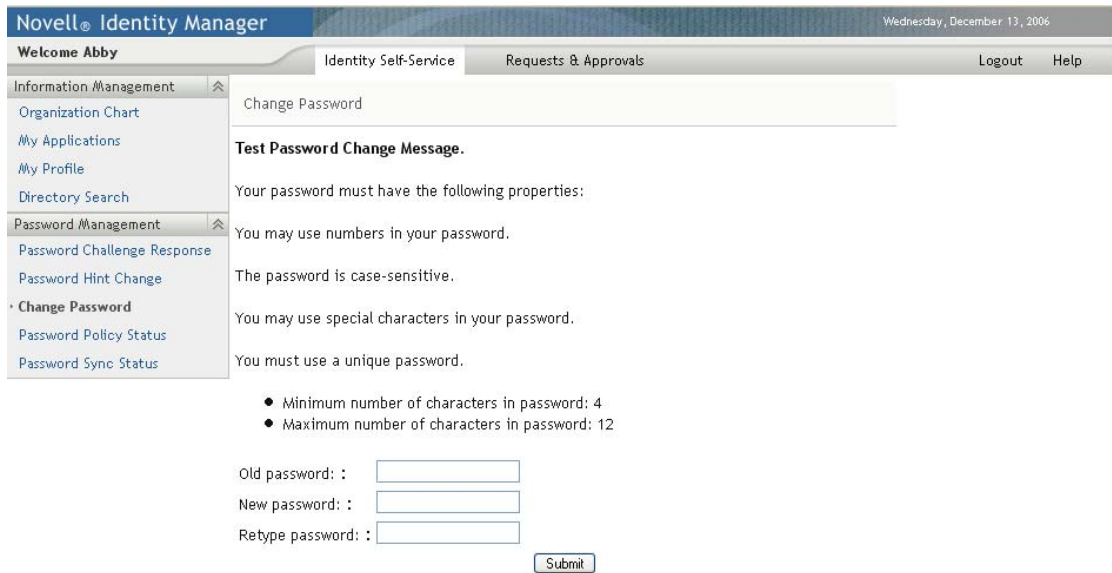 Novell® Identity Manager
Wednesday, December 13, 2006
Welcome Abby
Identity Self-Service
Requests & Approvals
Logout
Help
Information Management
Organization Chart
My Applications
My Profile
Directory Search
Password Management
Password Challenge Response
Password Hint Change
· Change Password
Password Policy Status
Password Sync Status
Change Password
Test Password Change Message.
Your password must have the following properties:
You may use numbers in your password.
The password is case-sensitive.
You may use special characters in your password.
You must use a unique password.
● Minimum number of characters in password: 4
● Maximum number of characters in password: 12
Old password: :
New password: :
Retype password: :
Submit